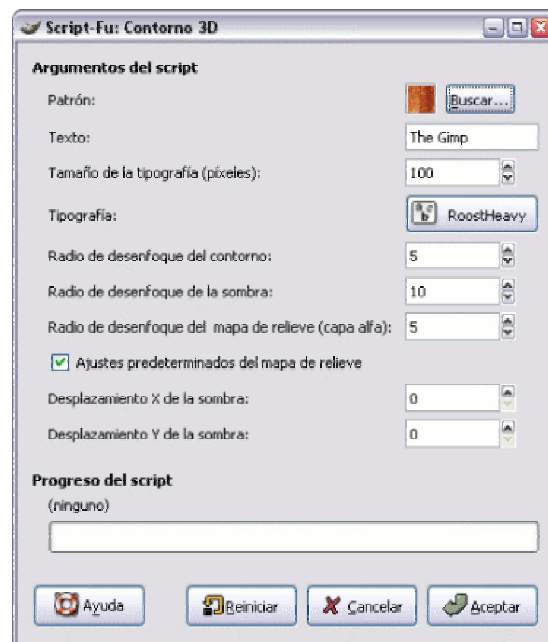 Script-Fu: Contorno 3D
Argumentos del script
Patrón: Buscar...
Texto: The Gimp
Tamaño de la tipografía (píxeles): 100
Tipografía: RoostHeavy
Radio de desenfoque del contorno: 5
Radio de desenfoque de la sombra: 10
Radio de desenfoque del mapa de relieve (capa alfa): 5
Ajustes predeterminados del mapa de relieve
Desplazamiento X de la sombra: 0
Desplazamiento Y de la sombra: 0
Progreso del script
(ninguno)
Ayuda Reiniciar Cancelar Aceptar